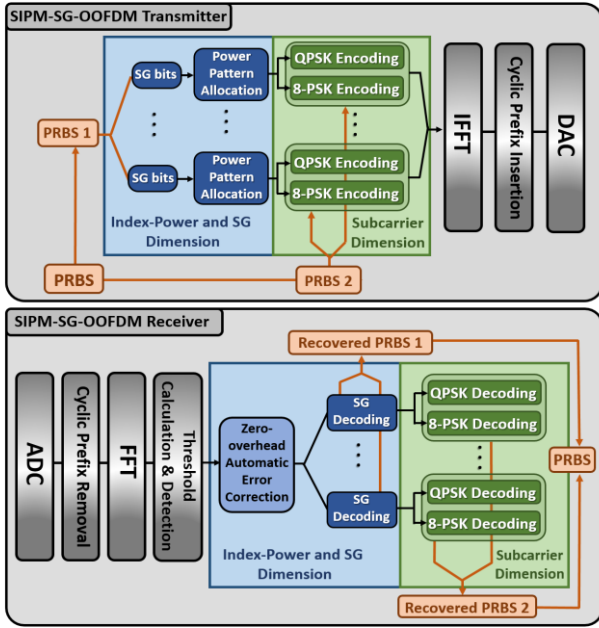 SIPM-SG-OOFDM Transmitter
PRBS 1
SG bits
Power
Pattern
Allocation
QPSK Encoding
8-PSK Encoding
SG bits
Power
Pattern
Allocation
QPSK Encoding
8-PSK Encoding
Index-Power and SG
Dimension
Subcarrier
Dimension
PRBS
PRBS 2
IFFT
Cyclic Prefix Insertion
DAC
SIPM-SG-OOFDM Receiver
Recovered PRBS 1
ADC
Cyclic Prefix Removal
FFT
Threshold
Calculation & Detection
Zero-
overhead
Automatic
Error
Correction
SG
Decoding
QPSK Decoding
8-PSK Decoding
SG
Decoding
QPSK Decoding
8-PSK Decoding
PRBS
Index-Power and SG
Dimension
Subcarrier
Dimension
Recovered PRBS 2